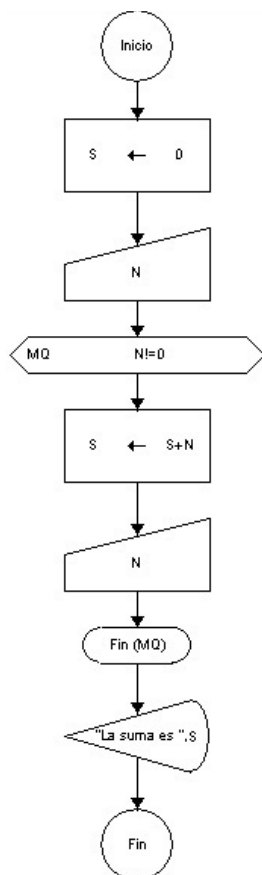 Inicio
S ← 0
N
MQ N!=0
S ← S+N
N
Fin (MQ)
"La suma es ",S
Fin